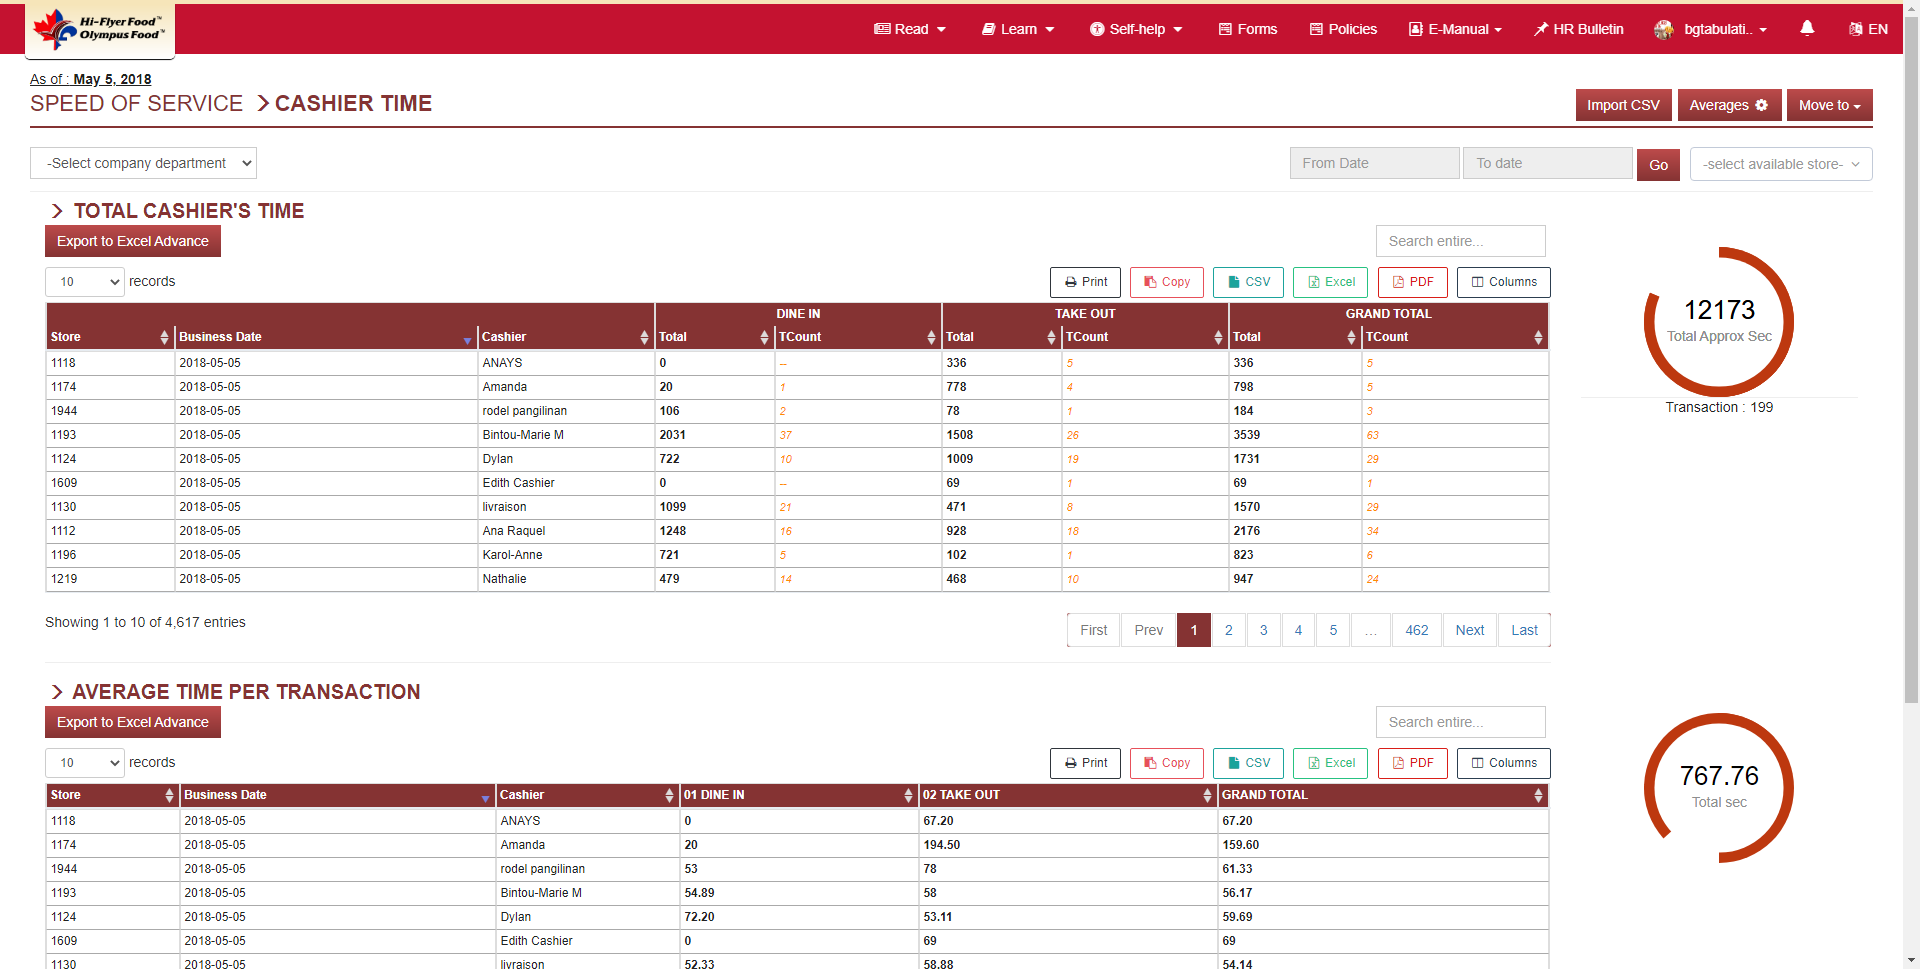 Hi-Flyer Food™
Olympus Food™
Read
Learn
Self-help
Forms
Policies
E-Manual
HR Bulletin
bgtabulati..
EN
As of : May 5, 2018
SPEED OF SERVICE > CASHIER TIME
Import CSV
Averages
Move to
-Select company department
From Date
To date
Go
-select available store-
> TOTAL CASHIER'S TIME
Export to Excel Advance
Search entire...
10 records
Print Copy CSV Excel PDF Columns
DINE IN TAKE OUT GRAND TOTAL
Store Business Date Cashier Total TCount Total TCount Total TCount
1118 2018-05-05 ANAYS 0 -- 336 5 336 5
1174 2018-05-05 Amanda 20 1 778 4 798 5
1944 2018-05-05 rodel pangilinan 106 2 78 1 184 3
1193 2018-05-05 Bintou-Marie M 2031 37 1508 26 3539 63
1124 2018-05-05 Dylan 722 10 1009 19 1731 29
1609 2018-05-05 Edith Cashier 0 -- 69 1 69 1
1130 2018-05-05 livraison 1099 21 471 8 1570 29
1112 2018-05-05 Ana Raquel 1248 16 928 18 2176 34
1196 2018-05-05 Karol-Anne 721 5 102 1 823 6
1219 2018-05-05 Nathalie 479 14 468 10 947 24
Showing 1 to 10 of 4,617 entries
First Prev 1 2 3 4 5 ... 462 Next Last
12173
Total Approx Sec
Transaction : 199
> AVERAGE TIME PER TRANSACTION
Export to Excel Advance
Search entire...
10 records
Print Copy CSV Excel PDF Columns
Store Business Date Cashier 01 DINE IN 02 TAKE OUT GRAND TOTAL
1118 2018-05-05 ANAYS 0 67.20 67.20
1174 2018-05-05 Amanda 20 194.50 159.60
1944 2018-05-05 rodel pangilinan 53 78 61.33
1193 2018-05-05 Bintou-Marie M 54.89 58 56.17
1124 2018-05-05 Dylan 72.20 53.11 59.69
1609 2018-05-05 Edith Cashier 0 69 69
1130 2018-05-05 livraison 52.33 58.88 54.14
767.76
Total sec